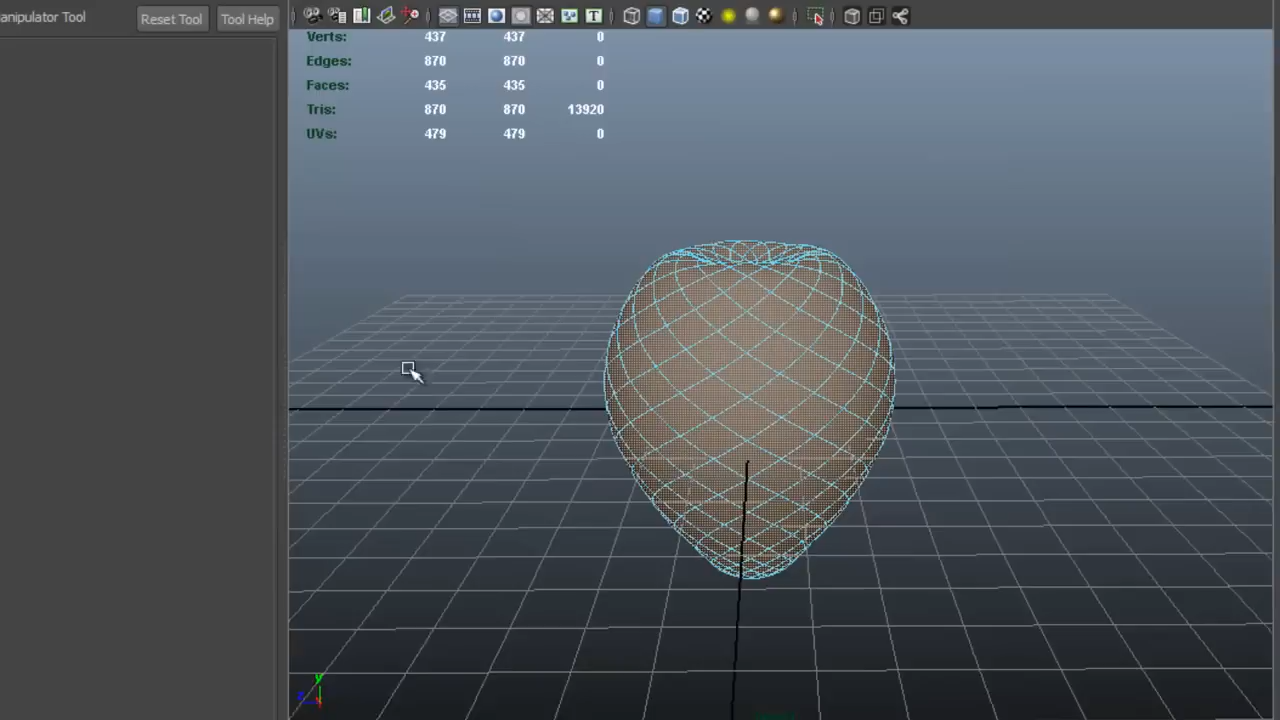 anipulator Tool
Reset Tool
Tool Help
Verts: 437 437 0
Edges: 870 870 0
Faces: 435 435 0
Tris: 870 870 13920
UVs: 479 479 0
y
z
x